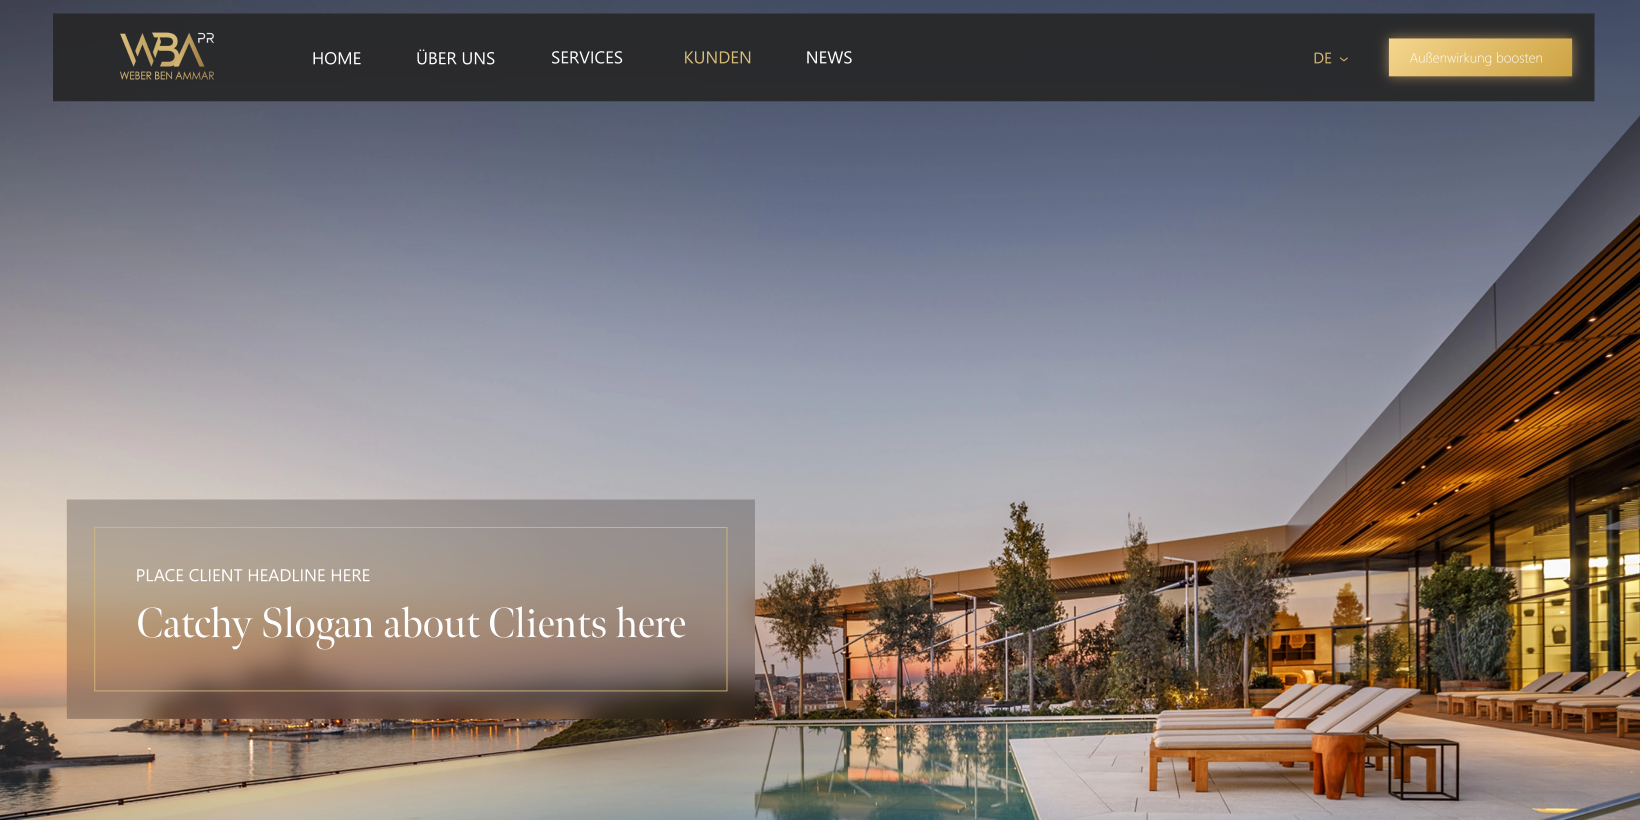 WBA PR
WEBER BEN AMMAR
HOME
ÜBER UNS
SERVICES
KUNDEN
NEWS
DE
Außenwirkung boosten
PLACE CLIENT HEADLINE HERE
Catchy Slogan about Clients here